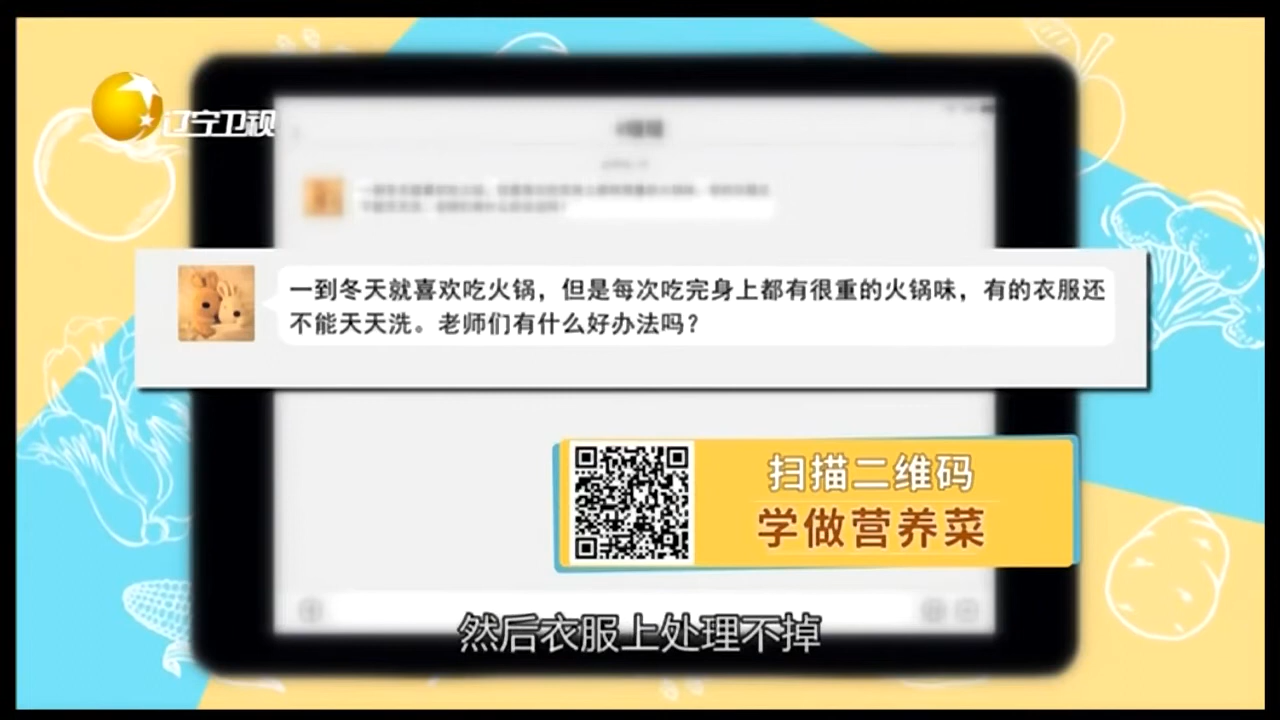 辽宁卫视
一到冬天就喜欢吃火锅，但是每次吃完身上都有很重的火锅味，有的衣服还
不能天天洗。老师们有什么好办法吗？
扫描二维码
学做营养菜
然后衣服上处理不掉